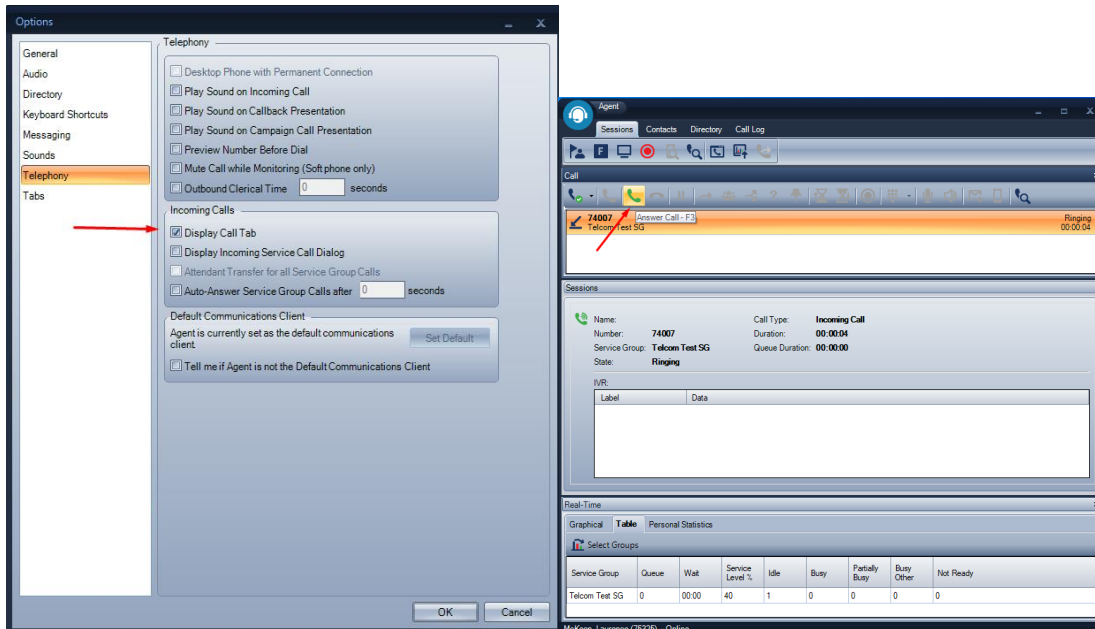 Options
General
Audio
Directory
Keyboard Shortcuts
Messaging
Sounds
Telephony
Tabs
Telephony
Desktop Phone with Permanent Connection
Play Sound on Incoming Call
Play Sound on Callback Presentation
Play Sound on Campaign Call Presentation
Preview Number Before Dial
Mute Call while Monitoring (Softphone only)
Outbound Clerical Time 0 seconds
Incoming Calls
Display Call Tab
Display Incoming Service Call Dialog
Attendant Transfer for all Service Group Calls
Auto-Answer Service Group Calls after 0 seconds
Default Communications Client
Agent is currently set as the default communications
client.
Set Default
Tell me if Agent is not the Default Communications Client
OK Cancel
Agent
Sessions Contacts Directory Call Log
F
Call
74007 Answer Call - F3 Ringing
Telcom Test SG 00:00:04
Sessions
Name: Call Type: Incoming Call
Number: 74007 Duration: 00:00:04
Service Group: Telcom Test SG Queue Duration: 00:00:00
State: Ringing
IVR:
Label Data
Real-Time
Graphical Table Personal Statistics
Select Groups
Service Group Queue Wait Service Level % Idle Busy Partially Busy Busy Other Not Ready
Telcom Test SG 0 00:00 40 1 0 0 0 0
(75325) - Online